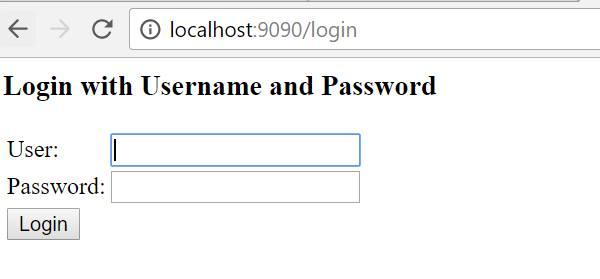 localhost:9090/login
Login with Username and Password
User:
Password:
Login